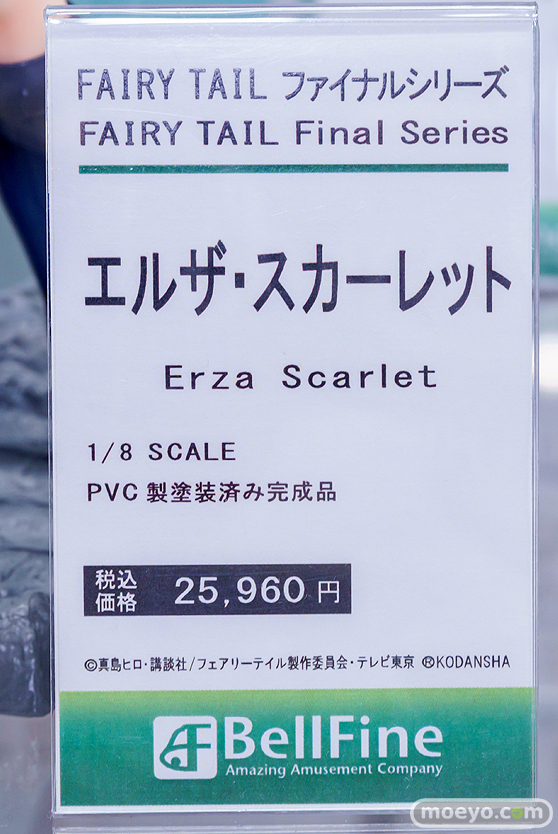 FAIRY TAIL ファイナルシリーズ
FAIRY TAIL Final Series
エルザ・スカーレット
Erza Scarlet
1/8 SCALE
PVC製塗装済み完成品
税込価格 25,960 円
©真島ヒロ・講談社/フェアリーテイル製作委員会・テレビ東京 ®KODANSHA
BellFine
Amazing Amusement Company
moeyo.com